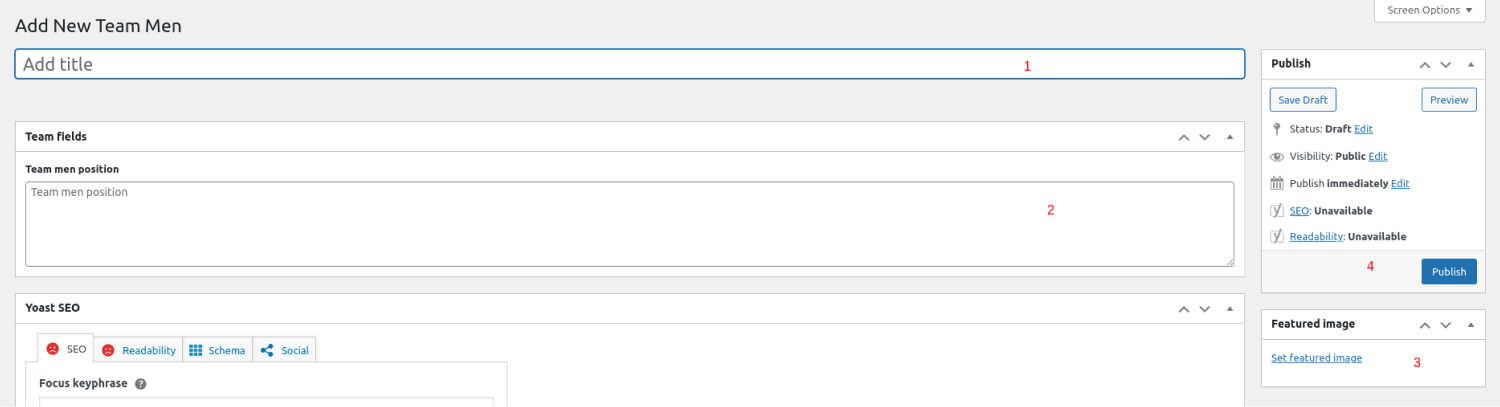 Screen Options
Add New Team Men
Add title
1
Team fields
Team men position
Team men position
2
Yoast SEO
SEO
Readability
Schema
Social
Focus keyphrase
Publish
Save Draft
Preview
Status: Draft Edit
Visibility: Public Edit
Publish immediately Edit
SEO: Unavailable
Readability: Unavailable
4
Publish
Featured image
Set featured image
3